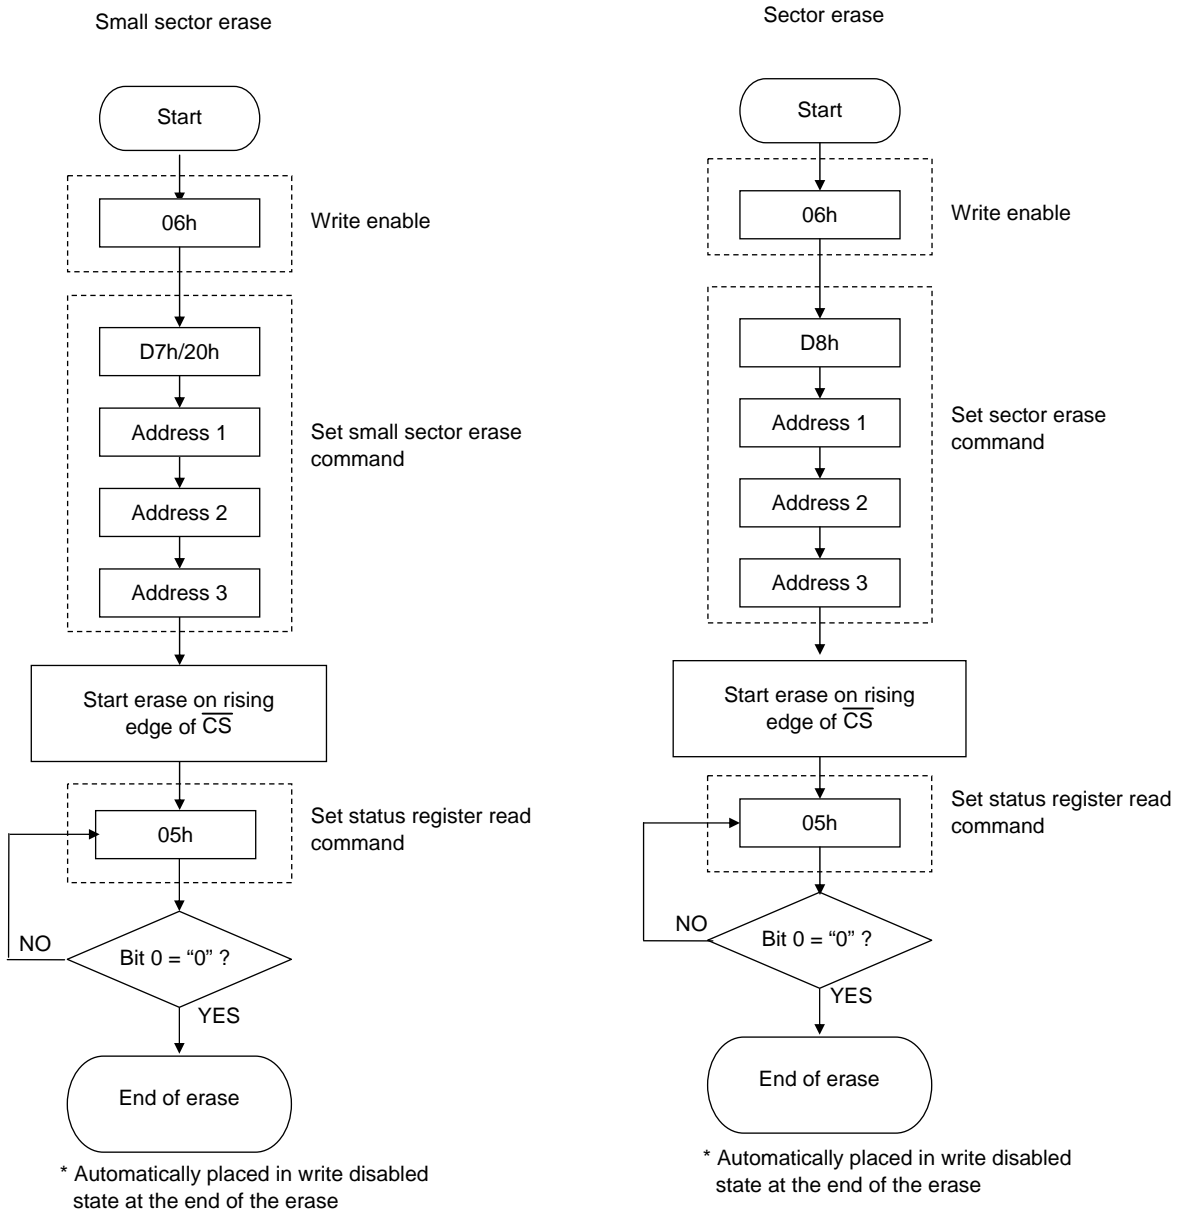 Small sector erase
Start
06h
Write enable
D7h/20h
Address 1
Address 2
Address 3
Set small sector erase
command
Start erase on rising
edge of C̅S̅
05h
Set status register read
command
NO
Bit 0 = “0” ?
YES
End of erase
* Automatically placed in write disabled
state at the end of the erase
Sector erase
Start
06h
Write enable
D8h
Address 1
Address 2
Address 3
Set sector erase
command
Start erase on rising
edge of C̅S̅
05h
Set status register read
command
NO
Bit 0 = “0” ?
YES
End of erase
* Automatically placed in write disabled
state at the end of the erase